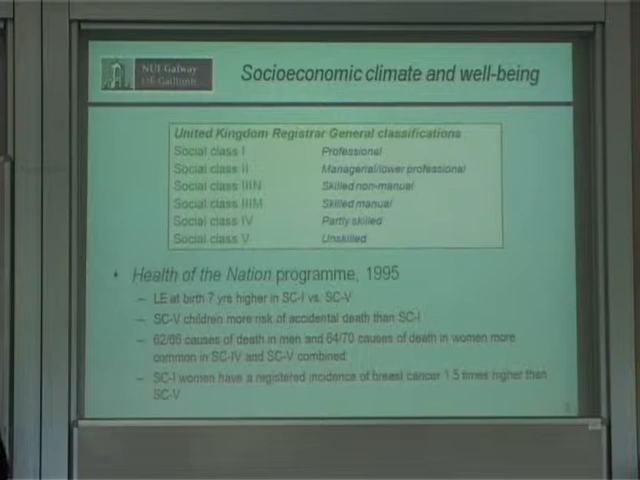 NUI Galway
OÉ Gaillimh
Socioeconomic climate and well-being
United Kingdom Registrar General classifications
Social class I Professional
Social class II Managerial/lower professional
Social class IIIN Skilled non-manual
Social class IIIM Skilled manual
Social class IV Partly skilled
Social class V Unskilled
• Health of the Nation programme, 1995
– LE at birth 7 yrs higher in SC-I vs. SC-V
– SC-V children more risk of accidental death than SC-I
– 62/66 causes of death in men and 64/70 causes of death in women more
common in SC-IV and SC-V combined
– SC-I women have a registered incidence of breast cancer 1.5 times higher than
SC-V